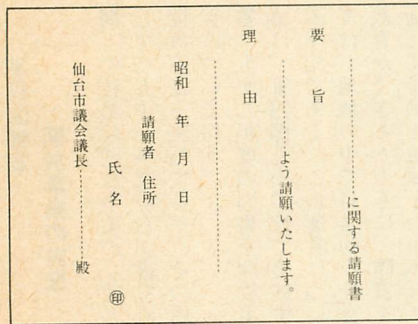 ……………………に関する請願書
要旨
……………よう請願いたします。
理由
………………………………
昭和　年　月　日
請願者　住所
氏名　㊞
仙台市議会議長…………殿